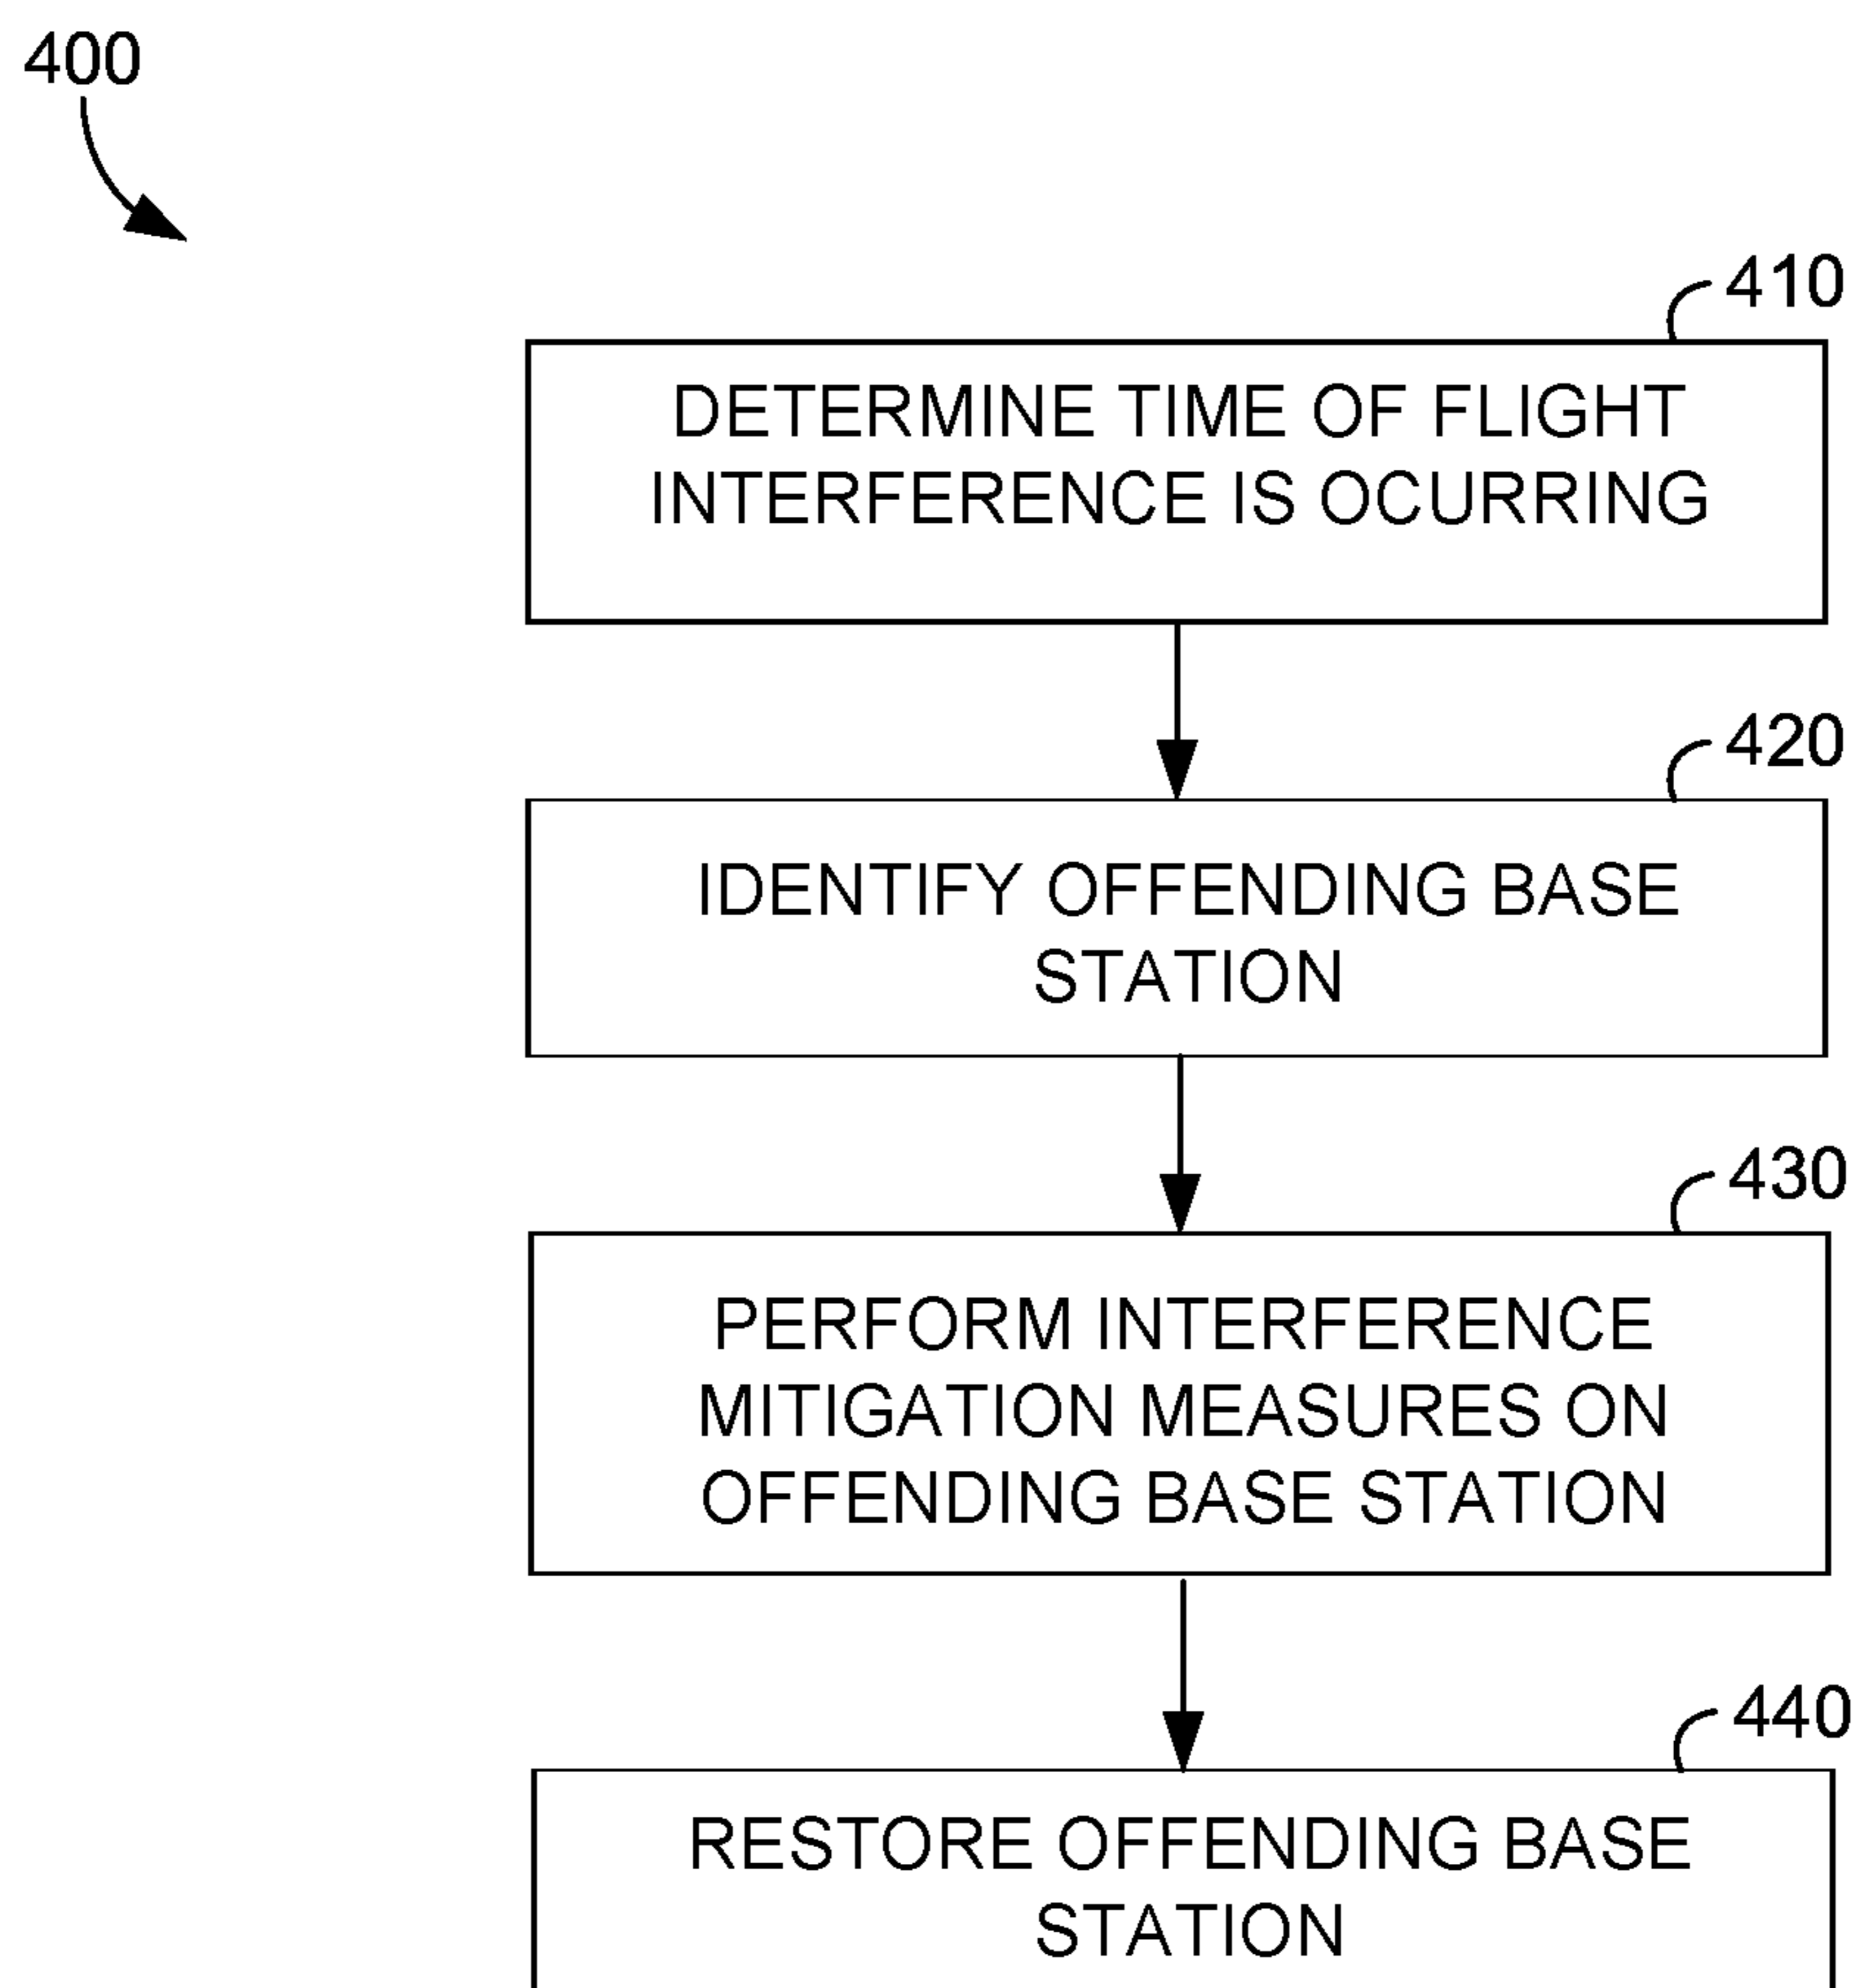 400
410
DETERMINE TIME OF FLIGHT
INTERFERENCE IS OCURRING
420
IDENTIFY OFFENDING BASE
STATION
430
PERFORM INTERFERENCE
MITIGATION MEASURES ON
OFFENDING BASE STATION
440
RESTORE OFFENDING BASE
STATION